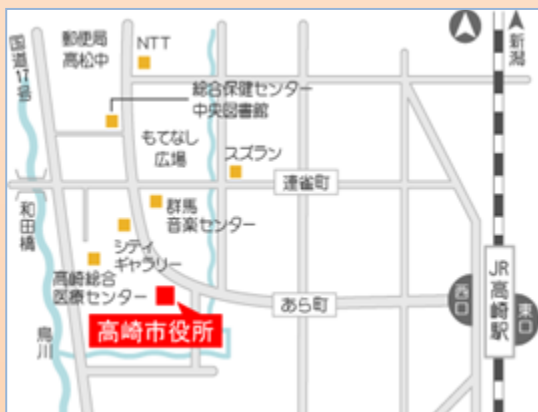 郵便局
高松中
NTT
国道17号
総合保健センター
中央図書館
もてなし
広場
スズラン
連雀町
新潟
和田橋
群馬
音楽センター
シティ
ギャラリー
高崎総合
医療センター
高崎市役所
烏川
あら町
西口
JR高崎駅
東口